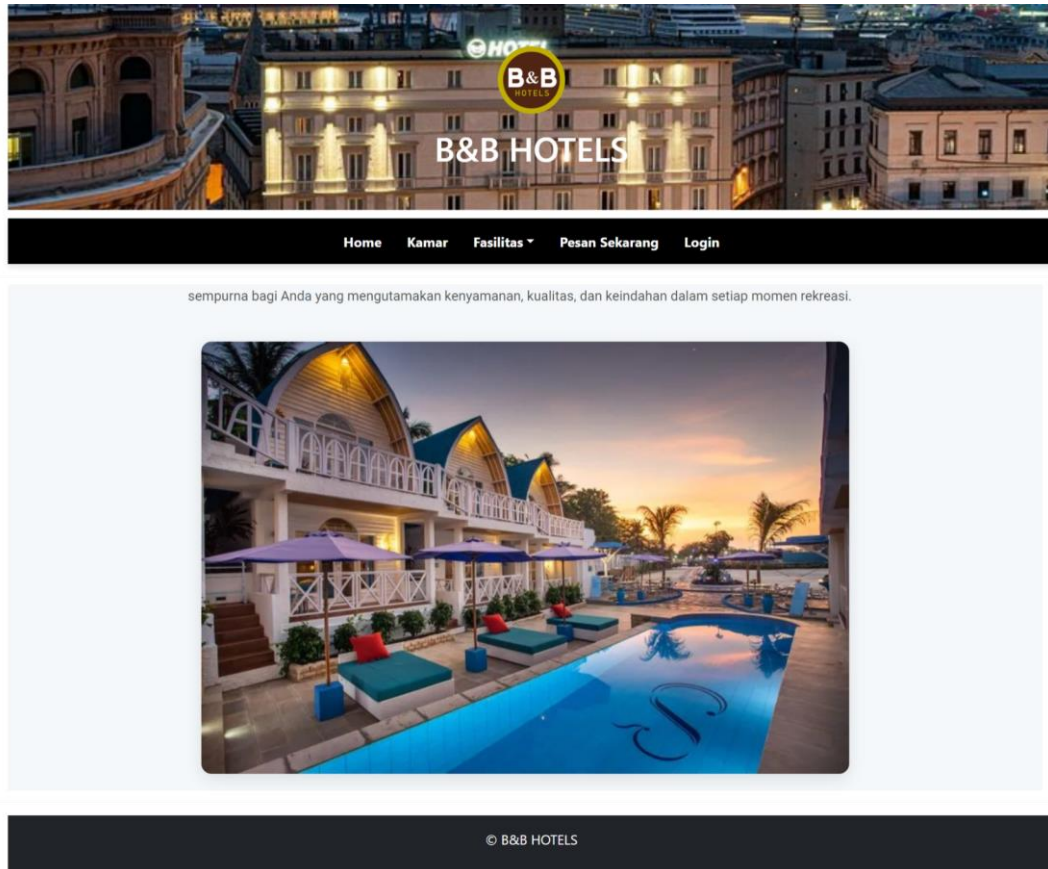 HOTEL
B&B
HOTELS
B&B HOTELS
Home Kamar Fasilitas Pesan Sekarang Login
sempurna bagi Anda yang mengutamakan kenyamanan, kualitas, dan keindahan dalam setiap momen rekreasi.
S
© B&B HOTELS